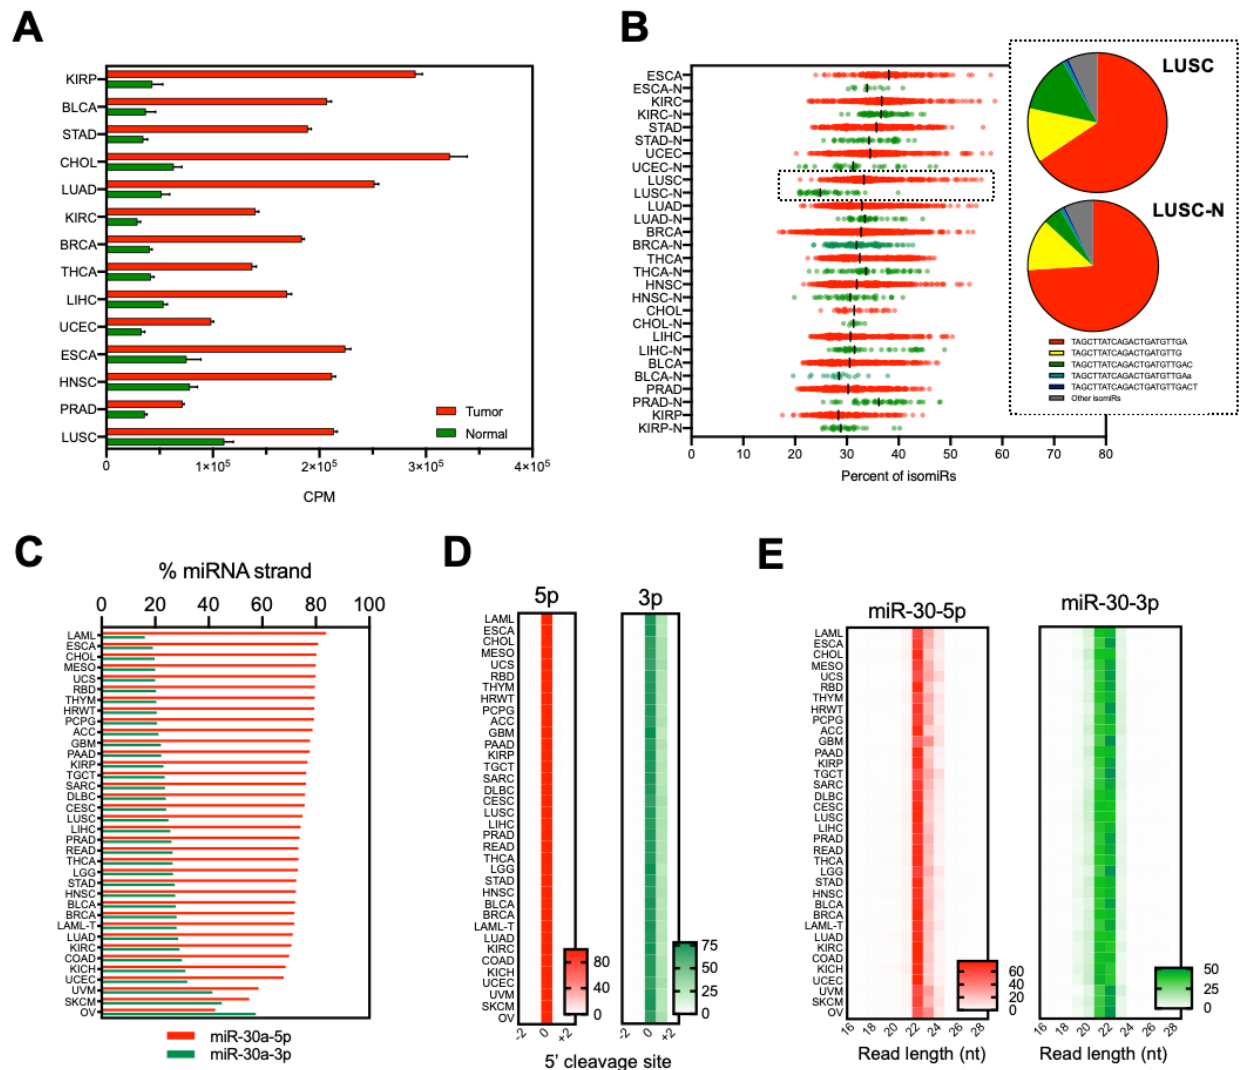 A
KIRP
BLCA
STAD
CHOL
LUAD
KIRC
BRCA
THCA
LIHC
UCEC
ESCA
HNSC
PRAD
LUSC
Tumor
Normal
0
1×10⁵
2×10⁵
3×10⁵
4×10⁵
CPM
B
ESCA
ESCA-N
KIRC
KIRC-N
STAD
STAD-N
UCEC
UCEC-N
LUSC
LUSC-N
LUAD
LUAD-N
BRCA
BRCA-N
THCA
THCA-N
HNSC
HNSC-N
CHOL
CHOL-N
LIHC
LIHC-N
BLCA
BLCA-N
PRAD
PRAD-N
KIRP
KIRP-N
0 10 20 30 40 50 60 70 80
Percent of isomiRs
LUSC
LUSC-N
TAGCTTATCAGACTGATGTTGA
TAGCTTATCAGACTGATGTTG
TAGCTTATCAGACTGATGTTGAC
TAGCTTATCAGACTGATGTTGAa
TAGCTTATCAGACTGATGTTGACT
Other isomiRs
C
% miRNA strand
0 20 40 60 80 100
LAML
ESCA
CHOL
MESO
UCS
RBD
THYM
HRWT
PCPG
ACC
GBM
PAAD
KIRP
TGCT
SARC
DLBC
CESC
LUSC
LIHC
PRAD
READ
THCA
LGG
STAD
HNSC
BLCA
BRCA
LAML-T
LUAD
KIRC
COAD
KICH
UCEC
UVM
SKCM
OV
miR-30a-5p
miR-30a-3p
D
5p
3p
LAML
ESCA
CHOL
MESO
UCS
RBD
THYM
HRWT
PCPG
ACC
GBM
PAAD
KIRP
TGCT
SARC
DLBC
CESC
LUSC
LIHC
PRAD
READ
THCA
LGG
STAD
HNSC
BLCA
BRCA
LAML-T
LUAD
KIRC
COAD
KICH
UCEC
UVM
SKCM
OV
80
40
0
75
50
25
0
-2 0 +2
-2 0 +2
5' cleavage site
E
miR-30-5p
miR-30-3p
LAML
ESCA
CHOL
MESO
UCS
RBD
THYM
HRWT
PCPG
ACC
GBM
PAAD
KIRP
TGCT
SARC
DLBC
CESC
LUSC
LIHC
PRAD
READ
THCA
LGG
STAD
HNSC
BLCA
BRCA
LAML-T
LUAD
KIRC
COAD
KICH
UCEC
UVM
SKCM
OV
60
40
20
0
50
25
0
16 18 20 22 24 26 28
16 18 20 22 24 26 28
Read length (nt)
Read length (nt)